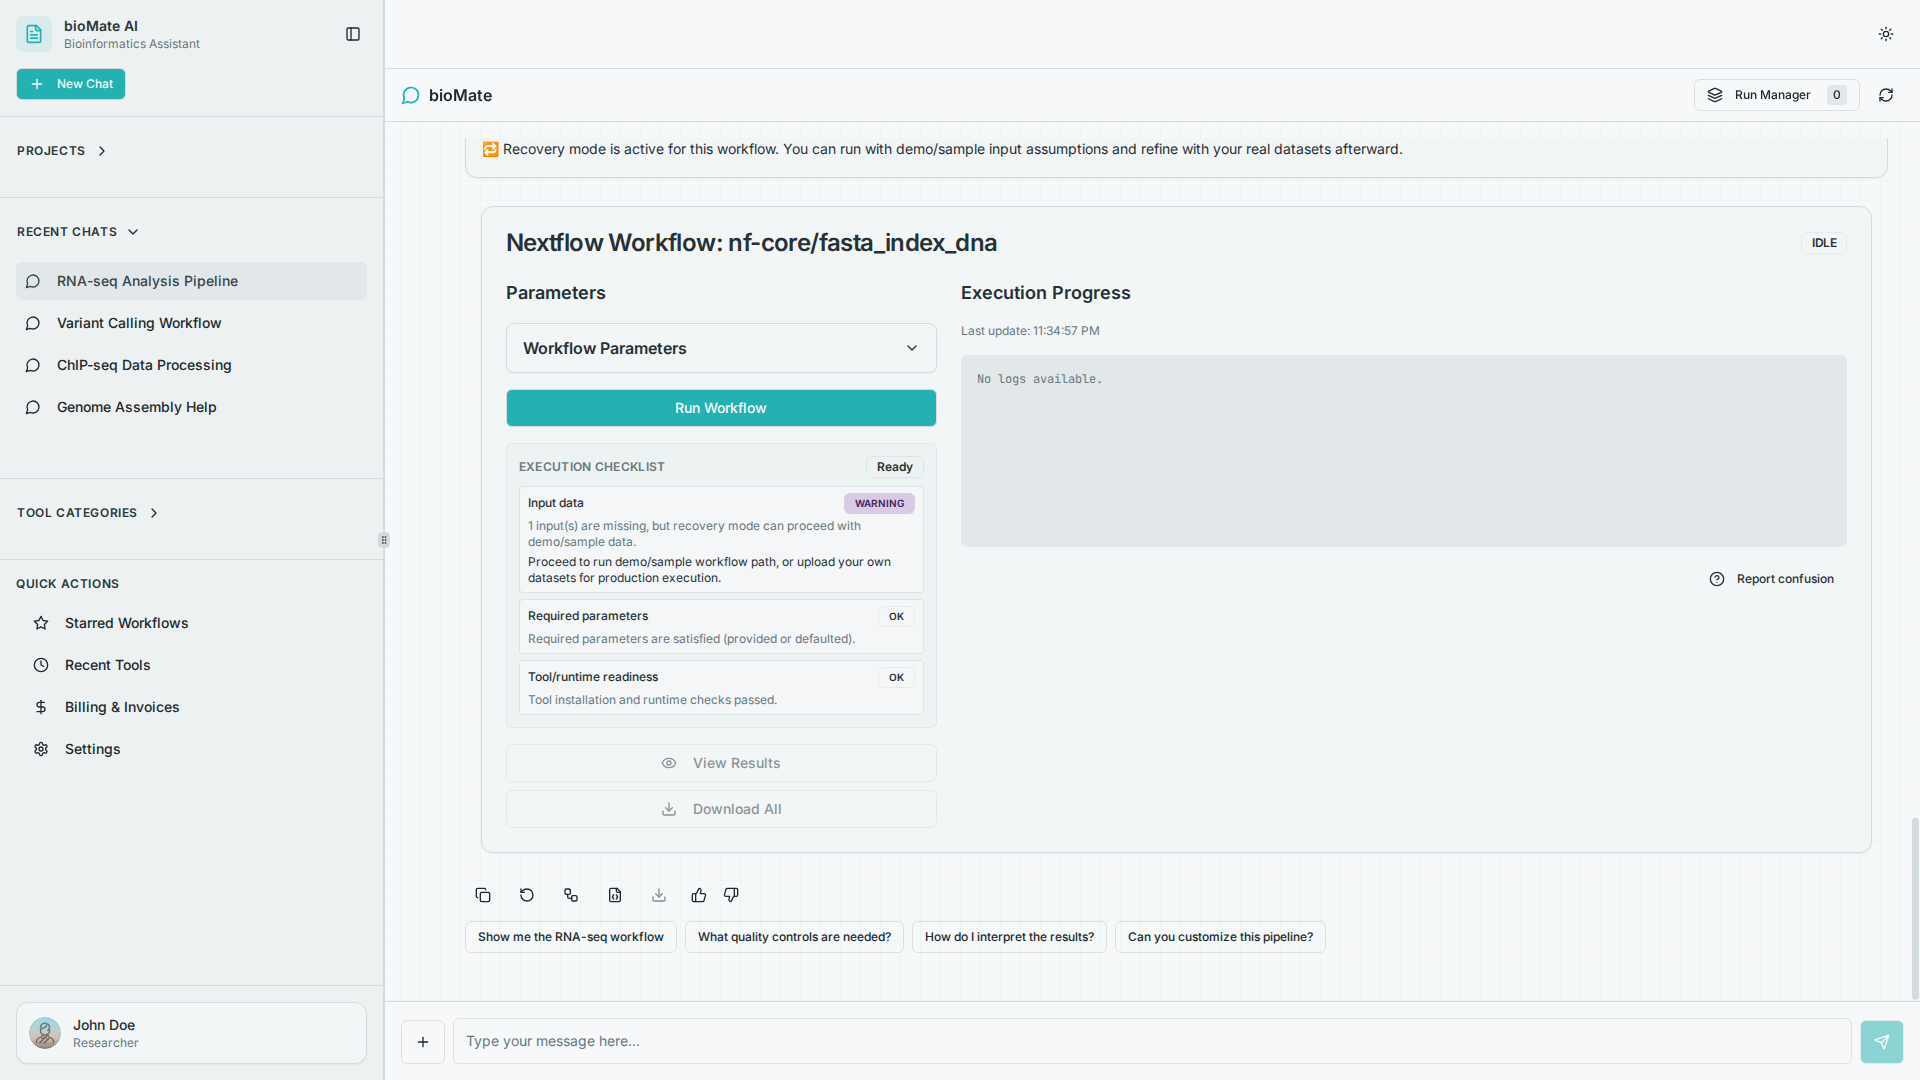 bioMate AI
Bioinformatics Assistant
New Chat
PROJECTS
RECENT CHATS
RNA-seq Analysis Pipeline
Variant Calling Workflow
ChIP-seq Data Processing
Genome Assembly Help
TOOL CATEGORIES
QUICK ACTIONS
Starred Workflows
Recent Tools
Billing & Invoices
Settings
John Doe
Researcher
bioMate
Run Manager 0
Recovery mode is active for this workflow. You can run with demo/sample input assumptions and refine with your real datasets afterward.
Nextflow Workflow: nf-core/fasta_index_dna
IDLE
Parameters
Workflow Parameters
Run Workflow
EXECUTION CHECKLIST
Ready
Input data
WARNING
1 input(s) are missing, but recovery mode can proceed with
demo/sample data.
Proceed to run demo/sample workflow path, or upload your own
datasets for production execution.
Required parameters
OK
Required parameters are satisfied (provided or defaulted).
Tool/runtime readiness
OK
Tool installation and runtime checks passed.
View Results
Download All
Execution Progress
Last update: 11:34:57 PM
No logs available.
Report confusion
Show me the RNA-seq workflow
What quality controls are needed?
How do I interpret the results?
Can you customize this pipeline?
Type your message here...